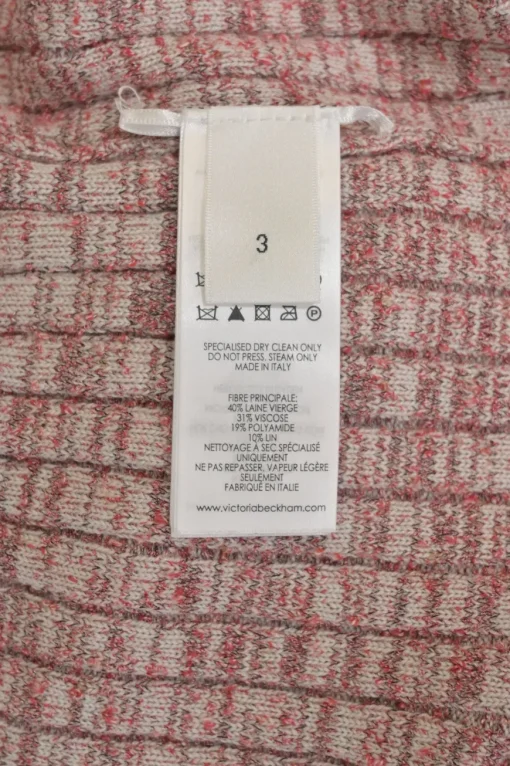 3
P
SPECIALISED DRY CLEAN ONLY
DO NOT PRESS, STEAM ONLY
MADE IN ITALY
FIBRE PRINCIPALE:
40% LAINE VIERGE
31% VISCOSE
19% POLYAMIDE
10% LIN
NETTOYAGE À SEC SPÉCIALISÉ
UNIQUEMENT
NE PAS REPASSER, VAPEUR LÉGÈRE
SEULEMENT
FABRIQUÉ EN ITALIE
www.victoriabeckham.com